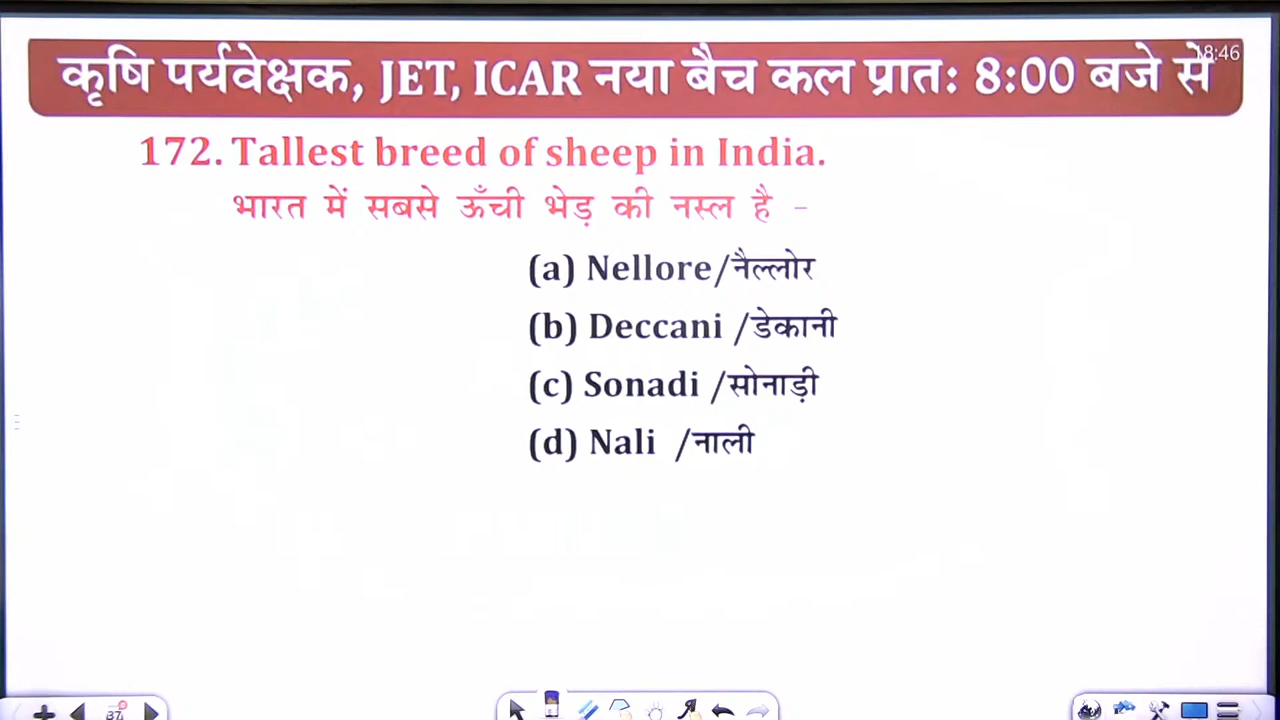 कृषि पर्यवेक्षक, JET, ICAR नया बैच कल प्रातः 8:00 बजे से
18:46
172. Tallest breed of sheep in India.
भारत में सबसे ऊँची भेड़ की नस्ल है -
(a) Nellore/नैल्लोर
(b) Deccani /डेकानी
(c) Sonadi /सोनाड़ी
(d) Nali /नाली
37